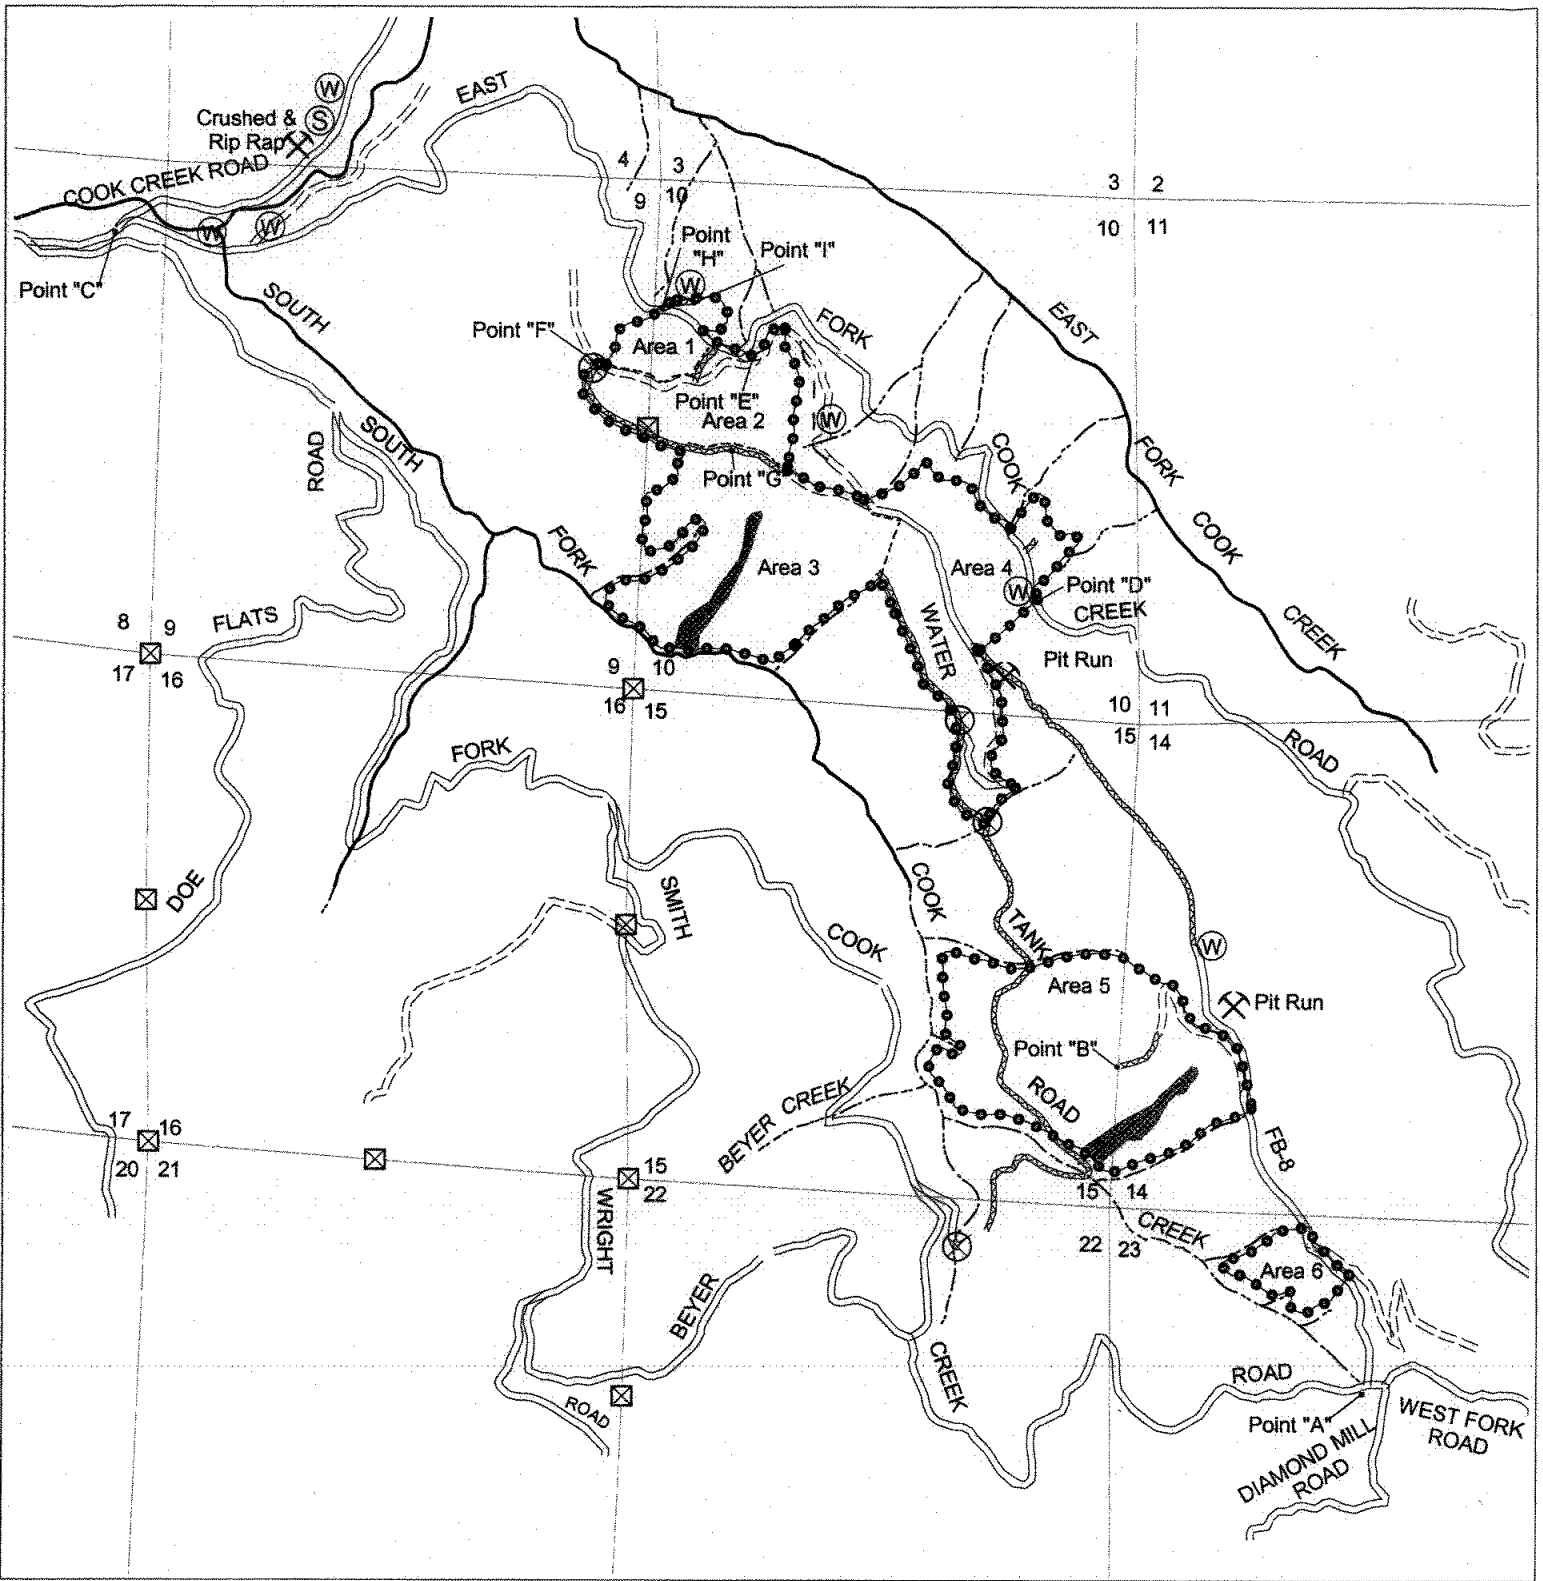 EAST
W
Crushed &
S
Rip Rap
COOK CREEK ROAD
4
3
9
10
3
2
10
11
W
W
Point "C"
Point
"H"
Point "I"
W
SOUTH
Point "F"
Area 1
FORK
EAST
Point "E"
Area 2
W
SOUTH
ROAD
COOK
FORK
Point "G
COOK
FORK
Area 3
Area 4
W
Point "D"
CREEK
CREEK
FLATS
8
9
17
16
WATER
Pit Run
9
10
16
15
10
11
15
14
ROAD
FORK
DOE
SMITH
COOK
COOK
TANK
W
Area 5
Pit Run
Point "B"
ROAD
BEYER CREEK
17
16
20
21
15
22
FB-8
WRIGHT
15
14
22
23
CREEK
Area 6
BEYER
CREEK
ROAD
ROAD
Point "A"
WEST FORK
ROAD
DIAMOND MILL
ROAD